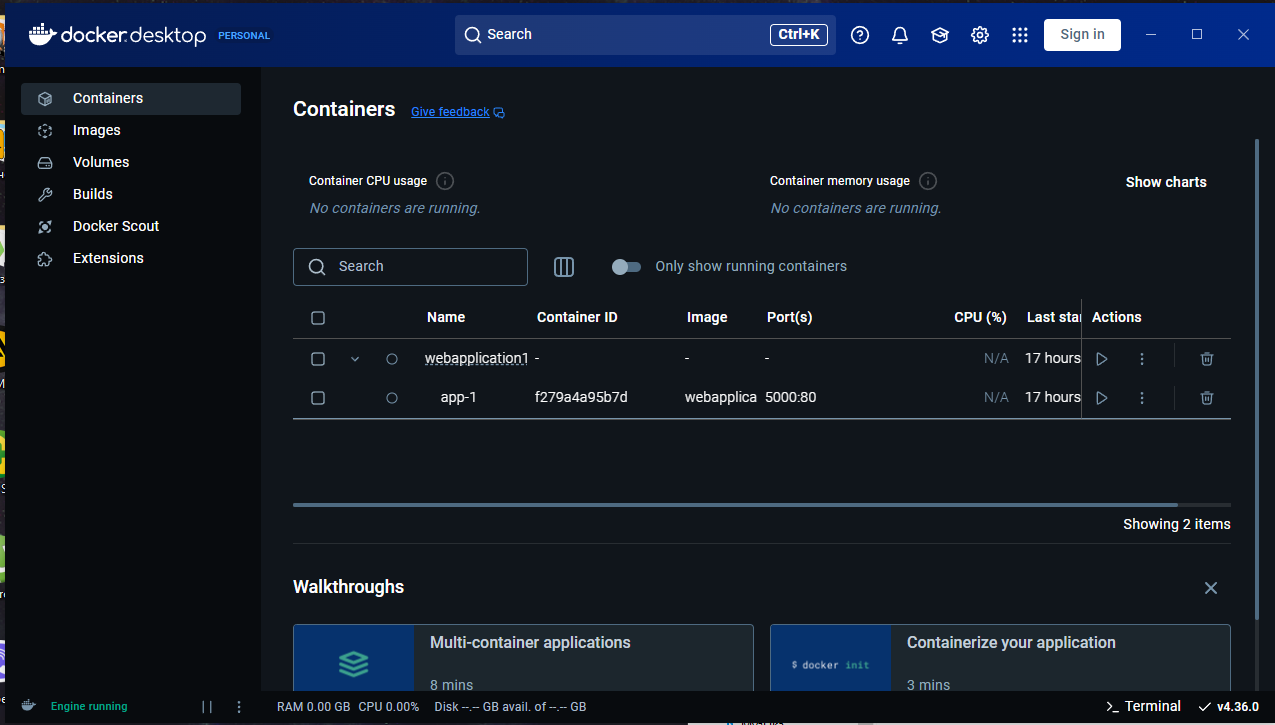 docker.desktop PERSONAL Search Ctrl+K Sign in
Containers
Images
Volumes
Builds
Docker Scout
Extensions
Containers Give feedback
Container CPU usage Container memory usage Show charts
No containers are running. No containers are running.
Search Only show running containers
Name Container ID Image Port(s) CPU (%) Last star Actions
webapplication1 - - - N/A 17 hours
app-1 f279a4a95b7d webapplica 5000:80 N/A 17 hours
Showing 2 items
Walkthroughs
Multi-container applications
8 mins
$ docker init
Containerize your application
3 mins
Engine running RAM 0.00 GB CPU 0.00% Disk --.-- GB avail. of --.-- GB Terminal v4.36.0